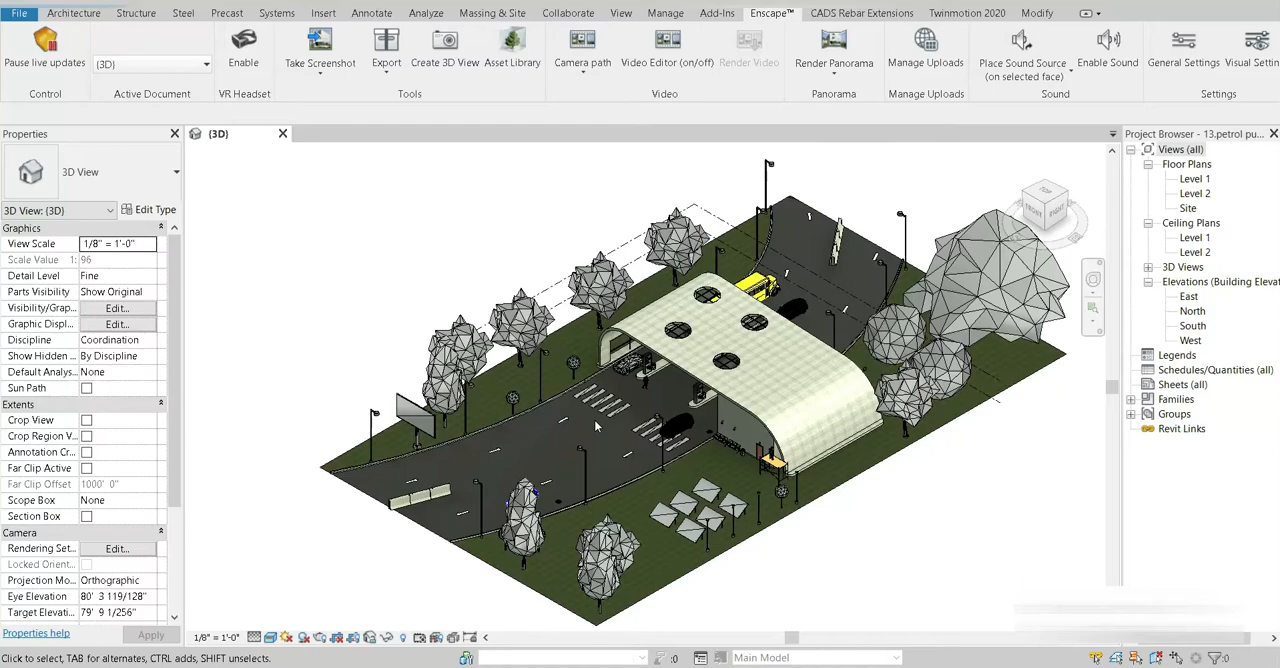 File Architecture Structure Steel Precast Systems Insert Annotate Analyze Massing & Site Collaborate View Manage Add-Ins Enscape™ CADS Rebar Extensions Twinmotion 2020 Modify
Pause live updates
{3D}
Enable
Take Screenshot
Export
Create 3D View
Asset Library
Camera path
Video Editor (on/off)
Render Video
Render Panorama
Manage Uploads
Place Sound Source
(on selected face)
Enable Sound
General Settings
Visual Settin
Control Active Document VR Headset Tools Video Panorama Manage Uploads Sound Settings
Properties
3D View
3D View: {3D} Edit Type
Graphics
View Scale 1/8" = 1'-0"
Scale Value 1: 96
Detail Level Fine
Parts Visibility Show Original
Visibility/Grap... Edit...
Graphic Displ... Edit...
Discipline Coordination
Show Hidden ... By Discipline
Default Analys... None
Sun Path
Extents
Crop View
Crop Region V...
Annotation Cr...
Far Clip Active
Far Clip Offset 1000' 0"
Scope Box None
Section Box
Camera
Rendering Set... Edit...
Locked Orient...
Projection Mo... Orthographic
Eye Elevation 80' 3 119/128"
Target Elevati... 79' 9 1/256"
Properties help Apply
{3D}
TOP
FRONT RIGHT
1/8" = 1'-0"
Project Browser - 13.petrol pu...
Views (all)
Floor Plans
Level 1
Level 2
Site
Ceiling Plans
Level 1
Level 2
3D Views
Elevations (Building Elevati
East
North
South
West
Legends
Schedules/Quantities (all)
Sheets (all)
Families
Groups
Revit Links
Click to select, TAB for alternates, CTRL adds, SHIFT unselects. :0 Main Model :0